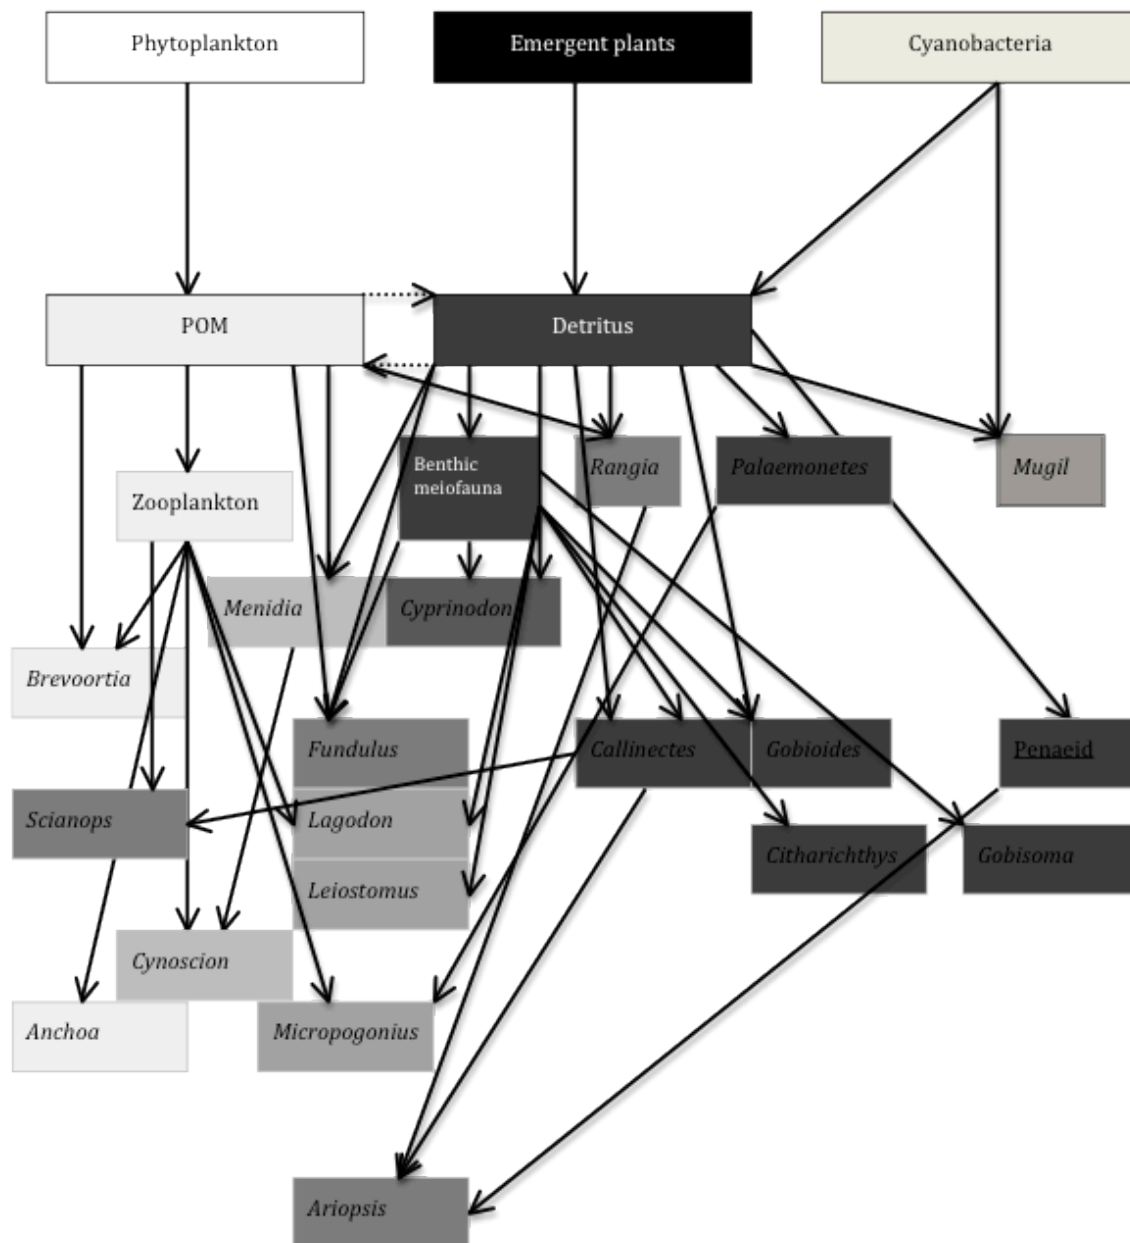 Phytoplankton
Emergent plants
Cyanobacteria
POM
Detritus
Benthic
meiofauna
Rangia
Palaemonetes
Mugil
Zooplankton
Menidia
Cyprinodon
Brevoortia
Fundulus
Callinectes
Gobioides
Penaeid
Scianops
Lagodon
Citharichthys
Gobisoma
Leiostomus
Cynoscion
Anchoa
Micropogonius
Ariopsis